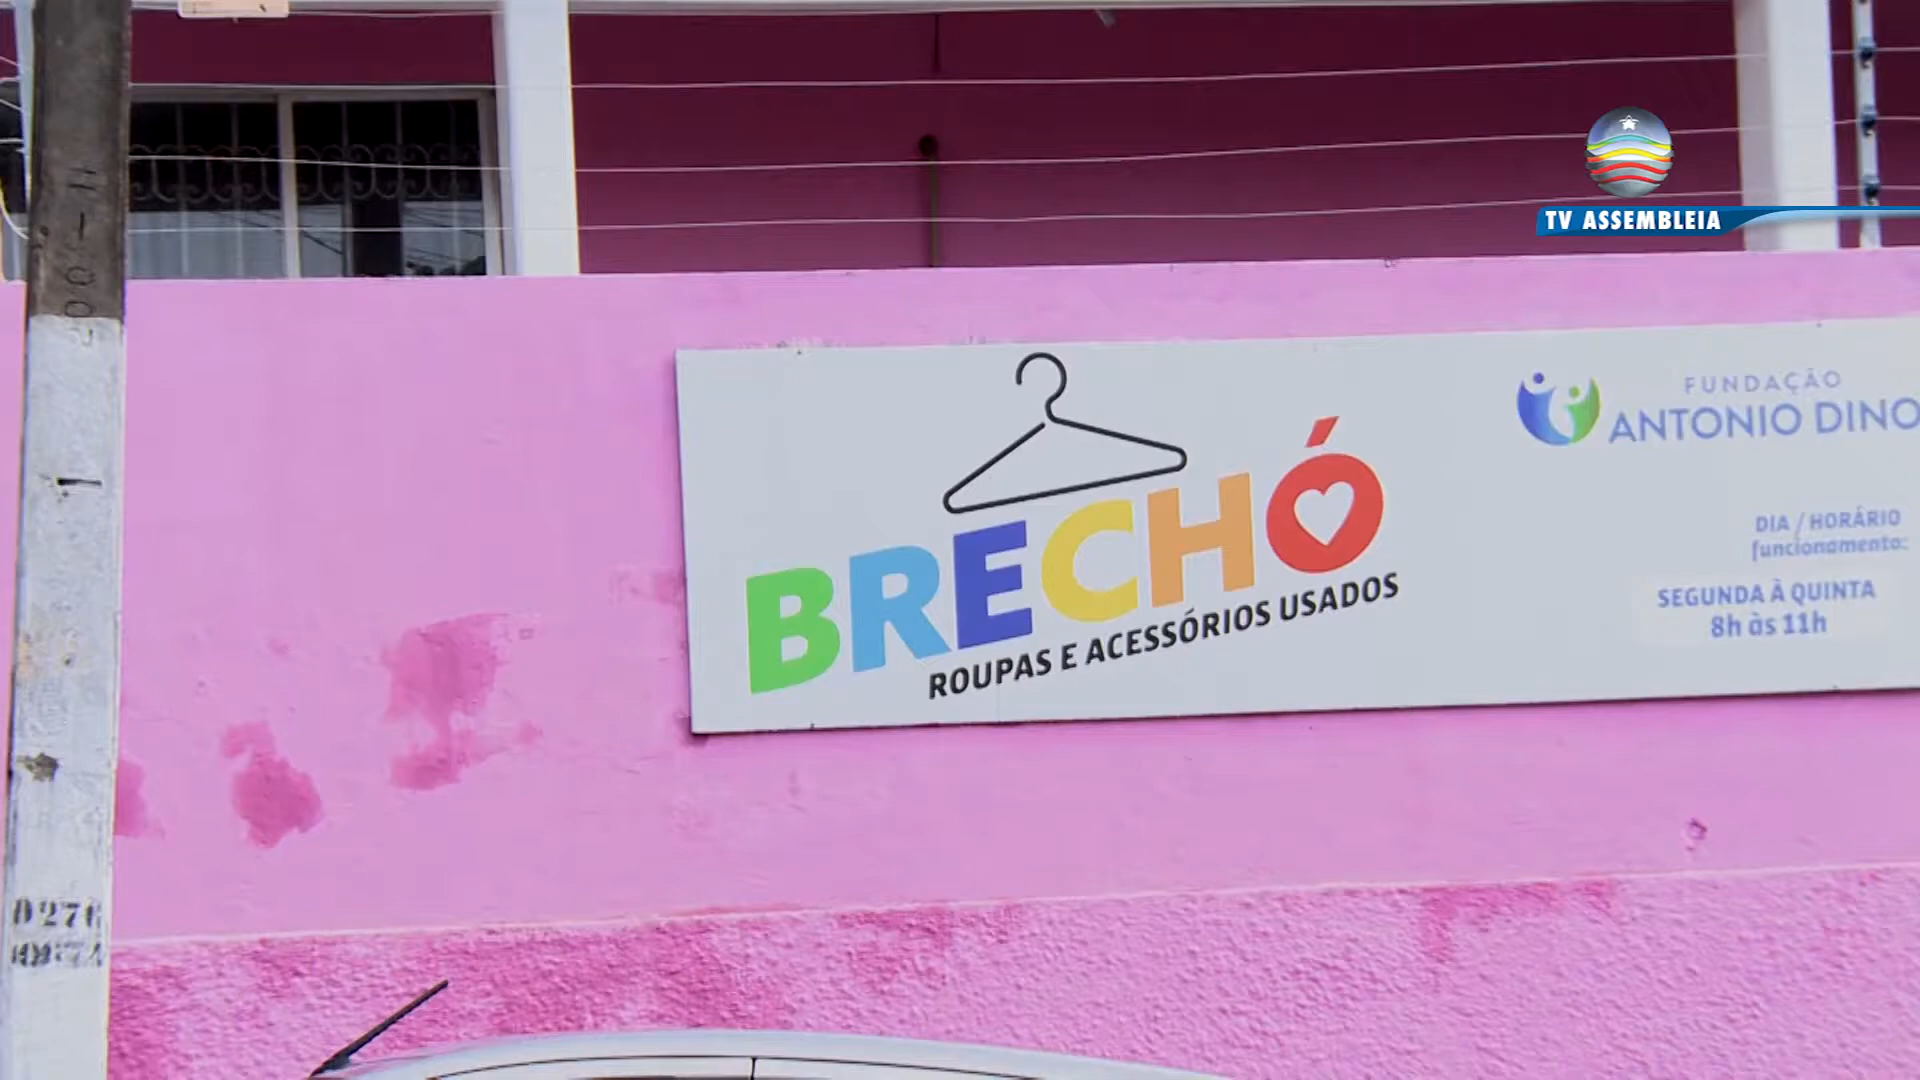 TV ASSEMBLEIA
BRECHÓ
ROUPAS E ACESSÓRIOS USADOS
FUNDAÇÃO
ANTONIO DINO
DIA / HORÁRIO
funcionamento:
SEGUNDA À QUINTA
8h às 11h